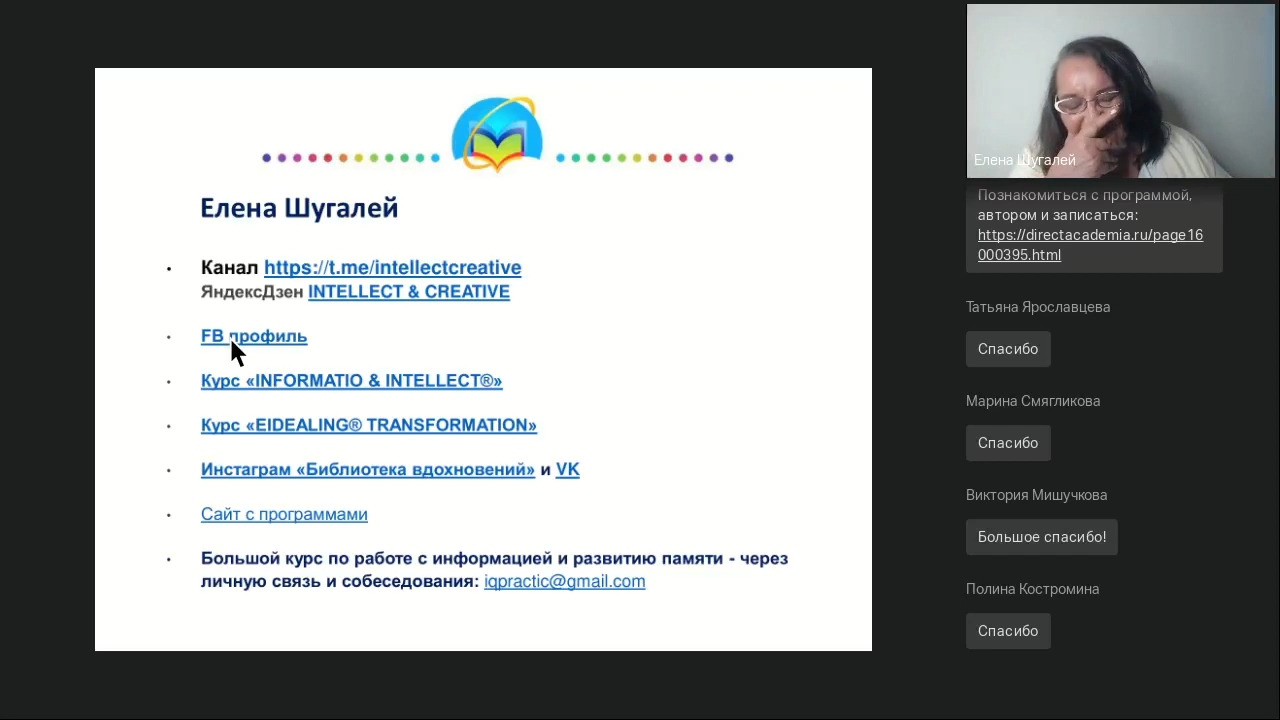 Елена Шугалей
Канал https://t.me/intellectcreative
ЯндексДзен INTELLECT & CREATIVE
FB профиль
Курс «INFORMATIO & INTELLECT®»
Курс «EIDEALING® TRANSFORMATION»
Инстаграм «Библиотека вдохновений» и VK
Сайт с программами
Большой курс по работе с информацией и развитию памяти - через
личную связь и собеседования: iqpractic@gmail.com
Елена Шугалей
Познакомиться с программой,
автором и записаться:
https://directacademia.ru/page16
000395.html
Татьяна Ярославцева
Спасибо
Марина Смягликова
Спасибо
Виктория Мишучкова
Большое спасибо!
Полина Костромина
Спасибо